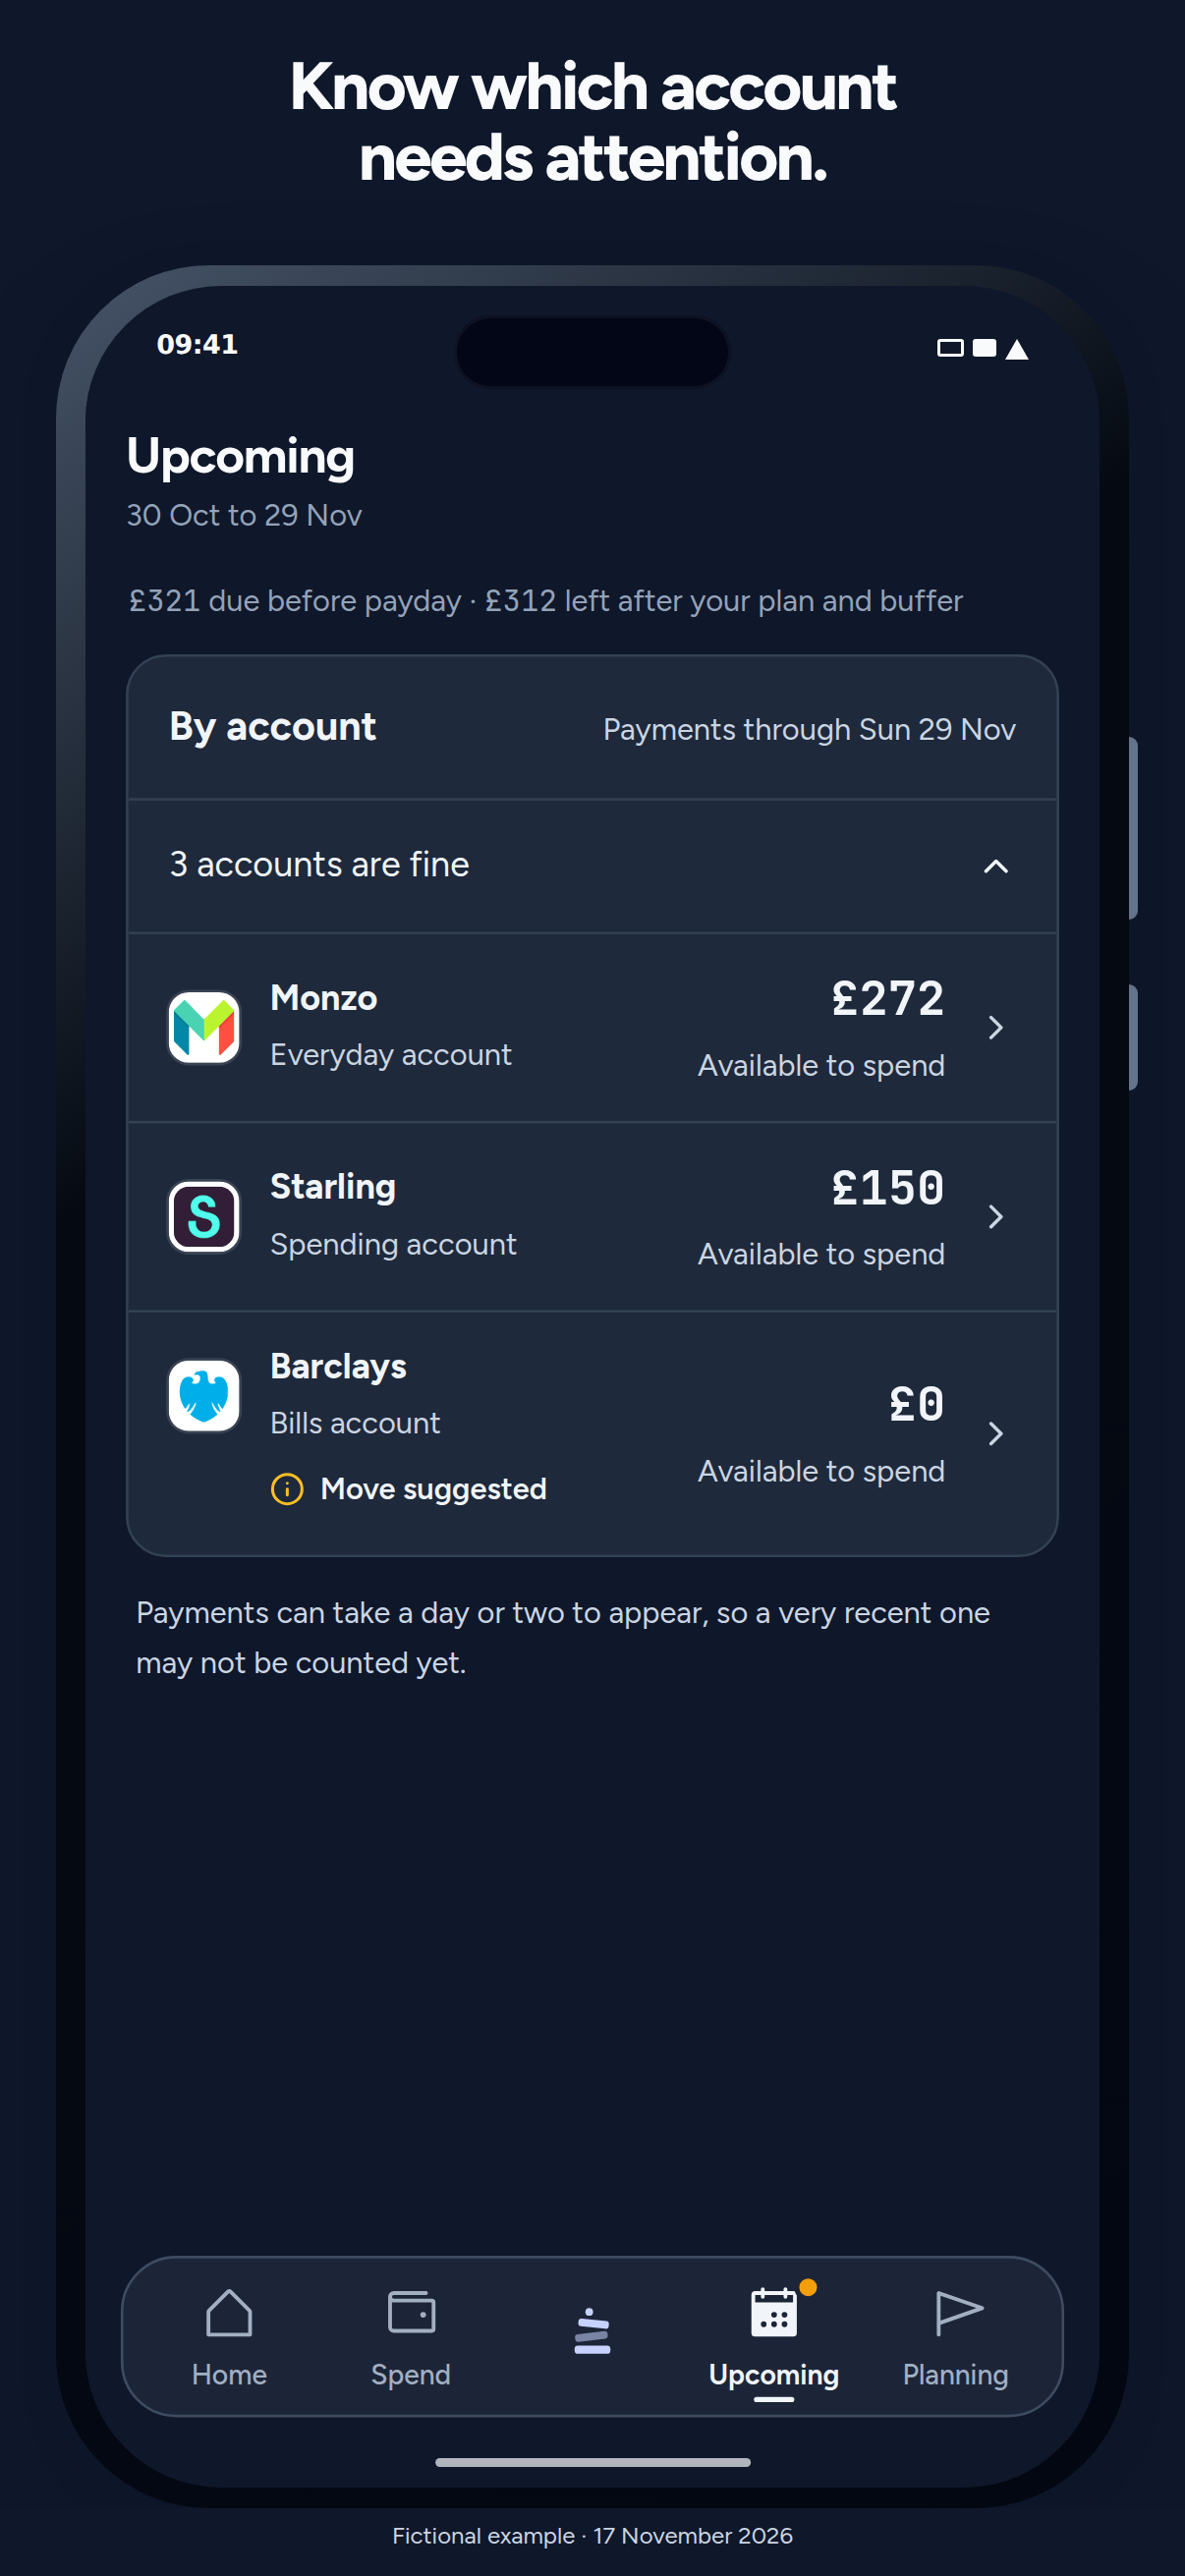 Know which account
needs attention.
09:41
Upcoming
30 Oct to 29 Nov
£321 due before payday · £312 left after your plan and buffer
By account
Payments through Sun 29 Nov
3 accounts are fine
Monzo
£272
Everyday account
Available to spend
Starling
£150
Spending account
Available to spend
Barclays
£0
Bills account
Available to spend
Move suggested
Payments can take a day or two to appear, so a very recent one
may not be counted yet.
Home
Spend
Upcoming
Planning
Fictional example · 17 November 2026